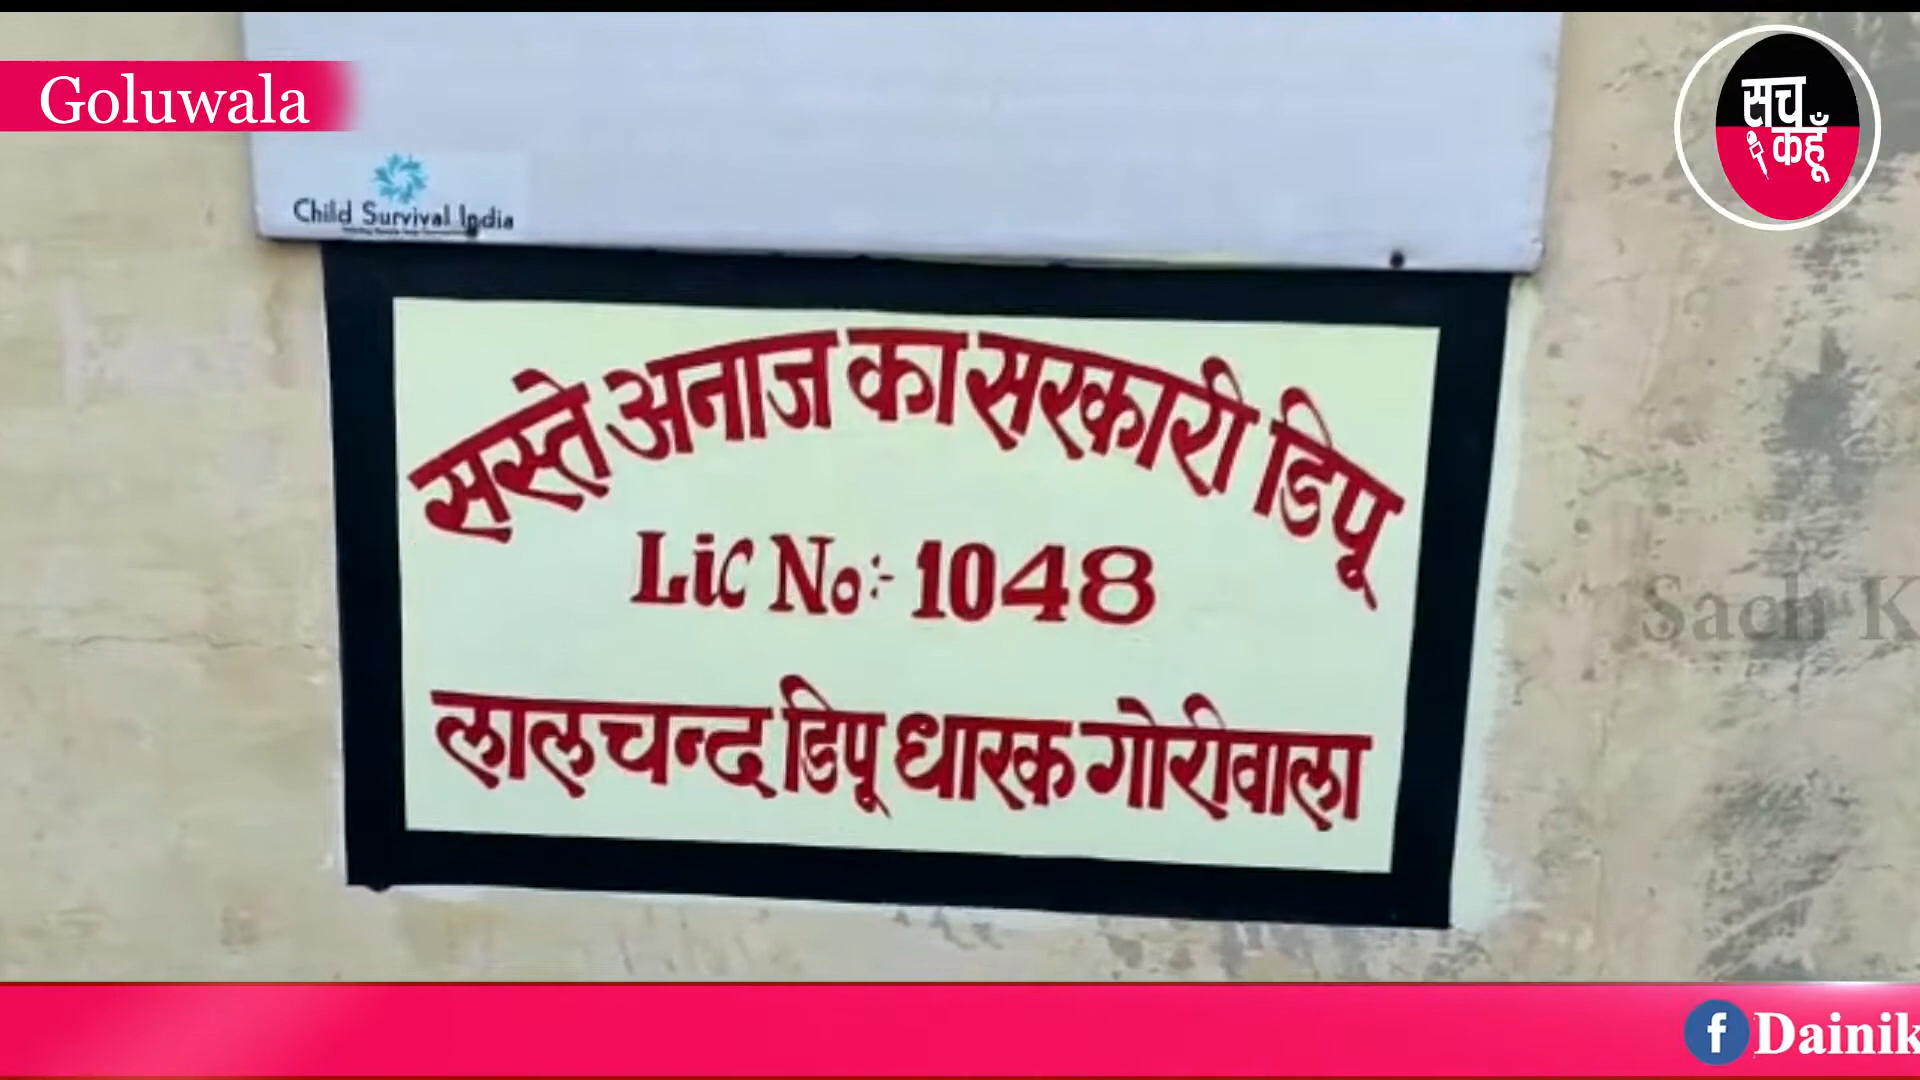 Goluwala
सच
कहूँ
Child Survival India
सस्ते अनाज का सरकारी डिपू
Lic No:- 1048
लालचन्द डिपू धारक गोरीवाला
Sach K
Dainik